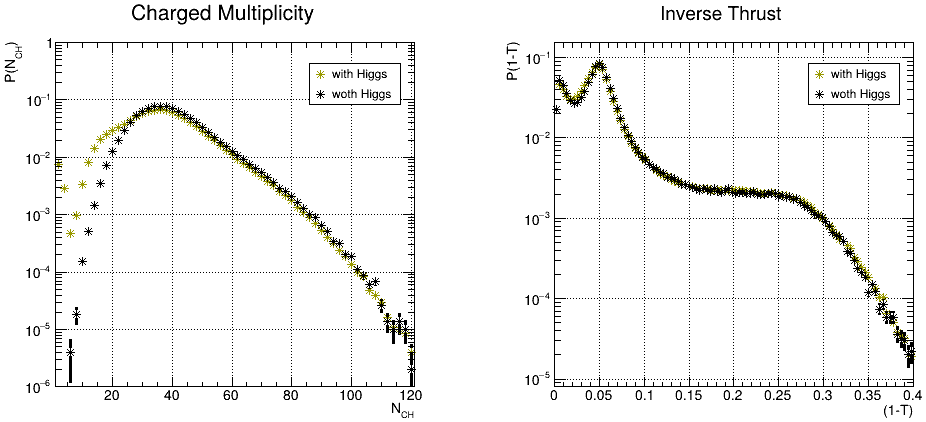 Charged Multiplicity
P(N_CH)
1
10⁻¹
10⁻²
10⁻³
10⁻⁴
10⁻⁵
10⁻⁶
with Higgs
woth Higgs
20 40 60 80 100 120
N_CH
Inverse Thrust
P(1-T)
10⁻¹
10⁻²
10⁻³
10⁻⁴
10⁻⁵
with Higgs
woth Higgs
0 0.05 0.1 0.15 0.2 0.25 0.3 0.35 0.4
(1-T)